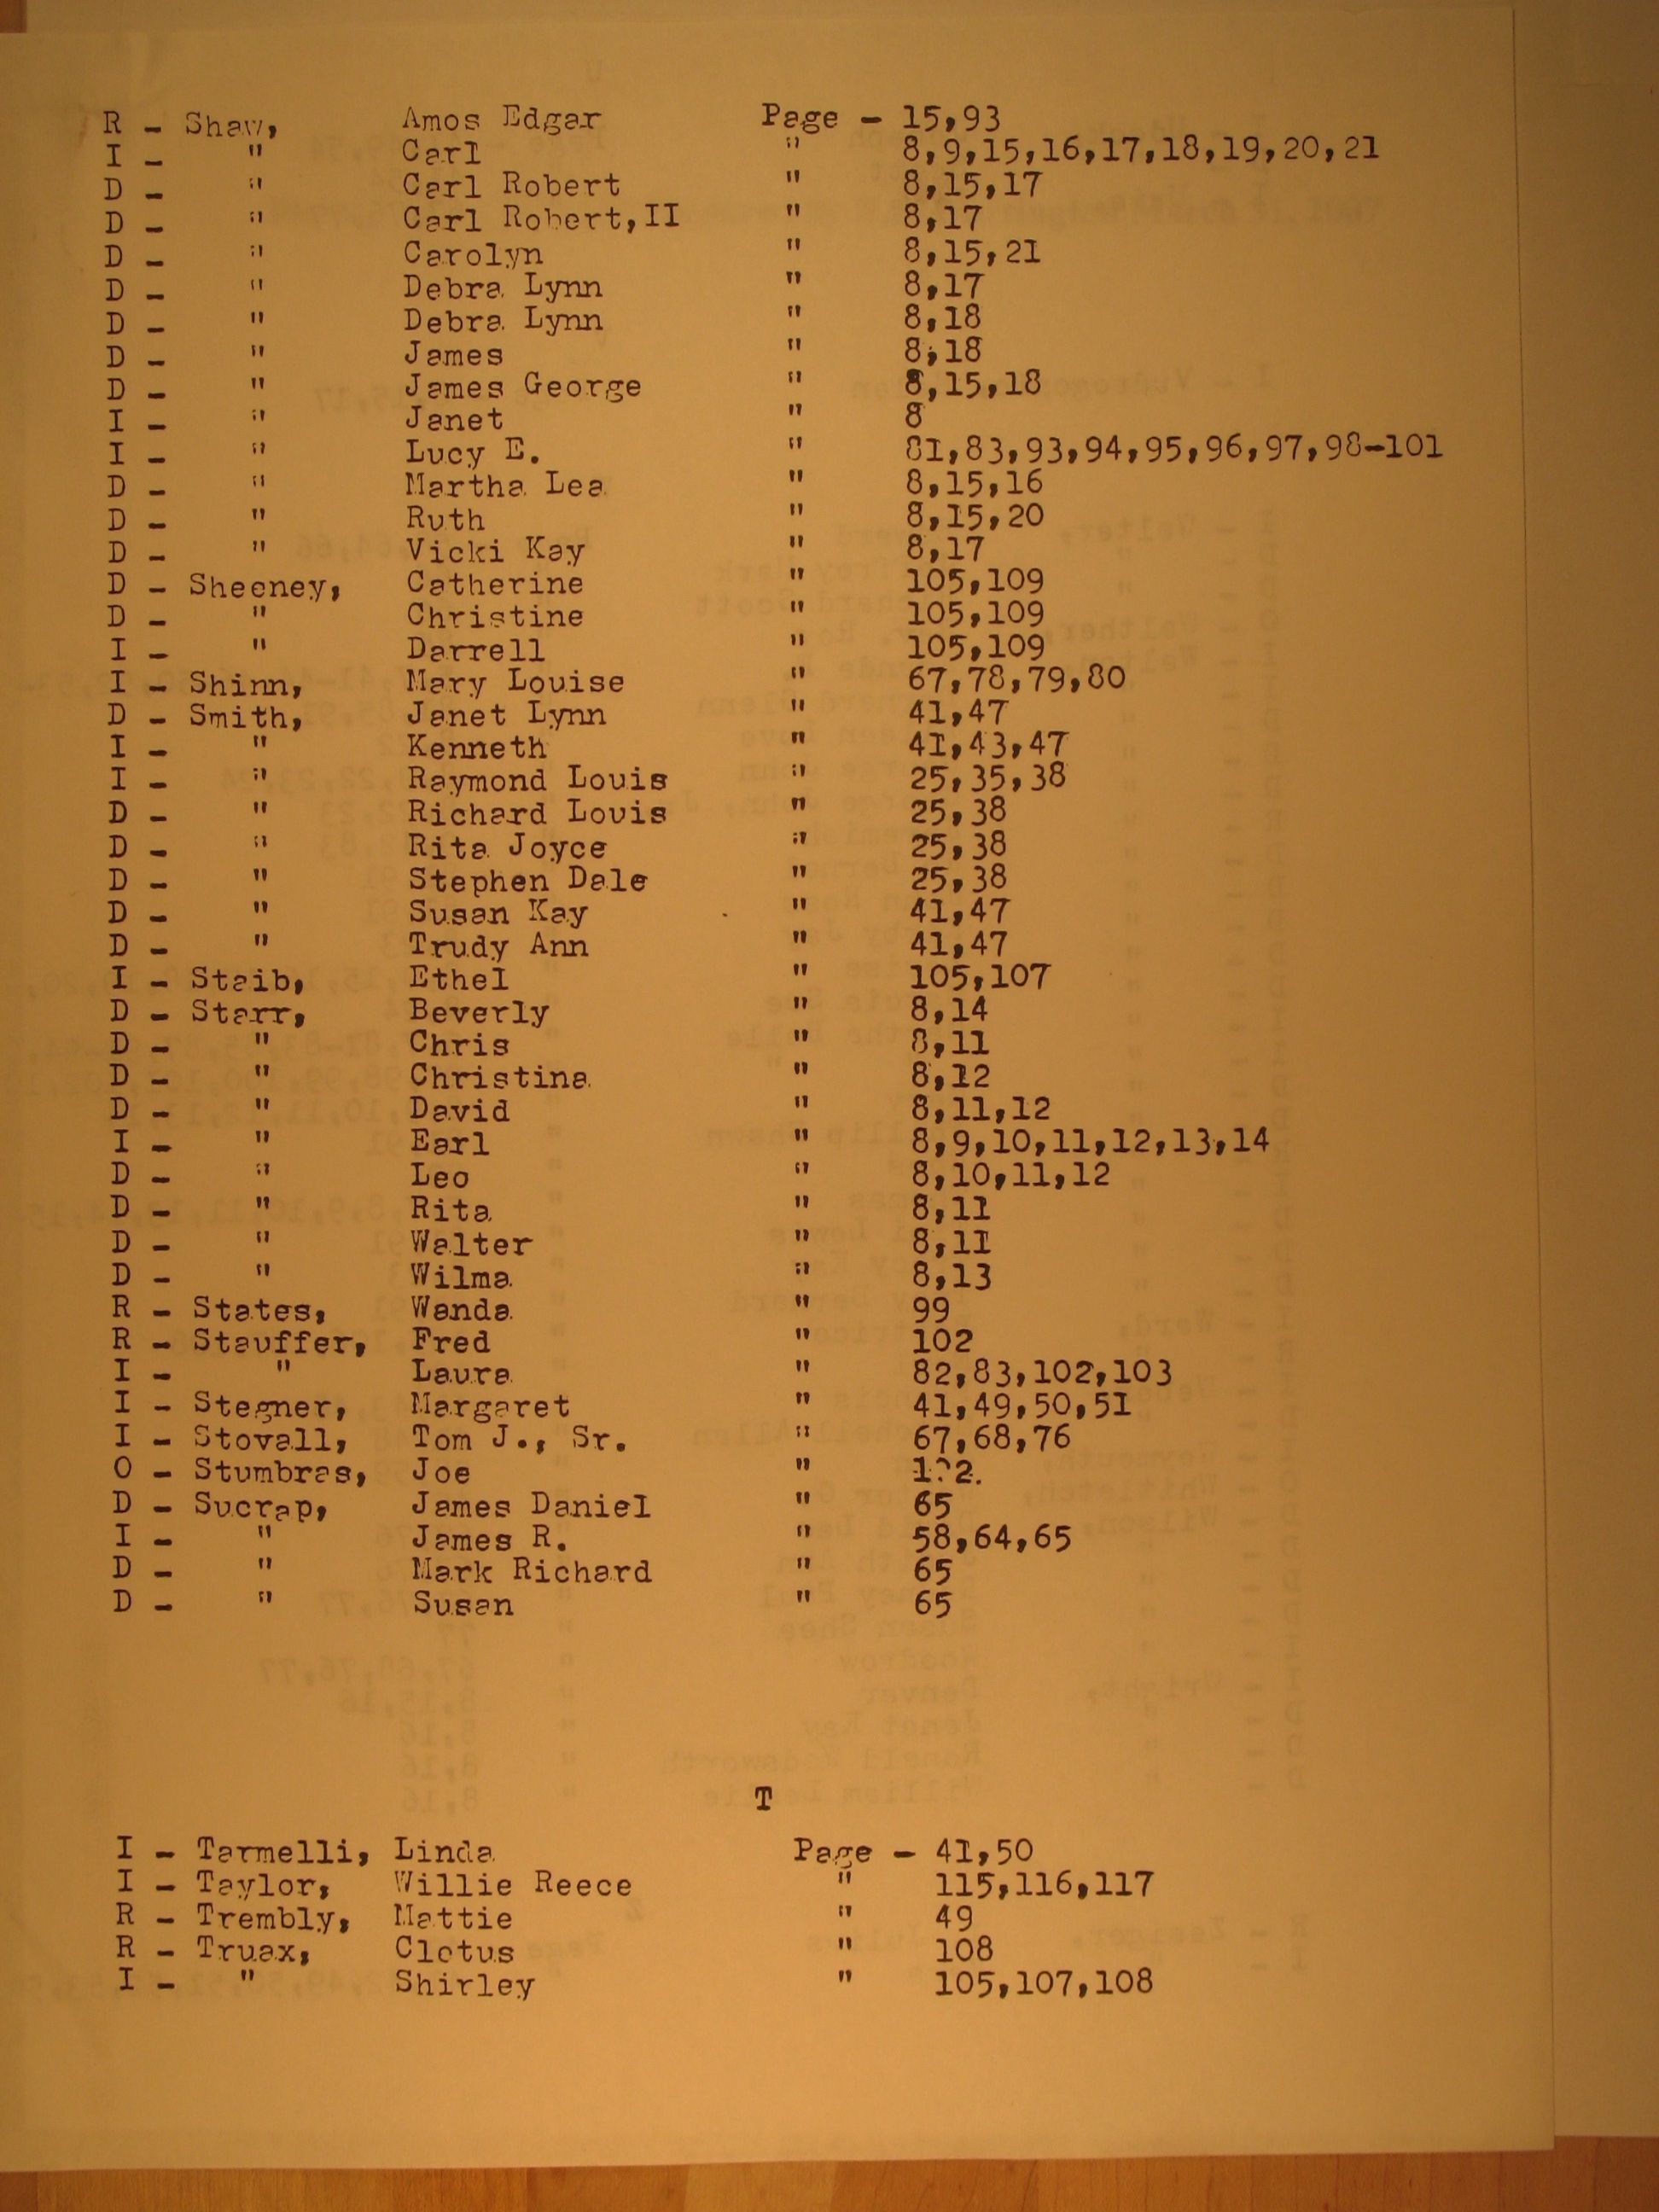 R - Shaw, Amos Edgar Page - 15,93
I - " Carl " 8,9,15,16,17,18,19,20,21
D - " Carl Robert " 8,15,17
D - " Carl Robert,II " 8,17
D - " Carolyn " 8,15,21
D - " Debra Lynn " 8,17
D - " Debra Lynn " 8,18
D - " James " 8,18
D - " James George " 8,15,18
I - " Janet " 8
I - " Lucy E. " 81,83,93,94,95,96,97,98-101
D - " Martha Lea " 8,15,16
D - " Ruth " 8,15,20
D - " Vicki Kay " 8,17
D - Sheeney, Catherine " 105,109
D - " Christine " 105,109
I - " Darrell " 105,109
I - Shinn, Mary Louise " 67,78,79,80
D - Smith, Janet Lynn " 41,47
I - " Kenneth " 41,43,47
I - " Raymond Louis " 25,35,38
D - " Richard Louis " 25,38
D - " Rita Joyce " 25,38
D - " Stephen Dale " 25,38
D - " Susan Kay " 41,47
D - " Trudy Ann " 41,47
I - Staib, Ethel " 105,107
D - Starr, Beverly " 8,14
D - " Chris " 8,11
D - " Christina " 8,12
D - " David " 8,11,12
I - " Earl " 8,9,10,11,12,13,14
D - " Leo " 8,10,11,12
D - " Rita " 8,11
D - " Walter " 8,11
D - " Wilma " 8,13
R - States, Wanda " 99
R - Stauffer, Fred " 102
I - " Laura " 82,83,102,103
I - Stegner, Margaret " 41,49,50,51
I - Stovall, Tom J., Sr. " 67,68,76
O - Stumbras, Joe "
D - Sucrap, James Daniel " 65
I - " James R. " 58,64,65
D - " Mark Richard " 65
D - " Susan " 65
T
I - Tarmelli, Linda Page - 41,50
I - Taylor, Willie Reece " 115,116,117
R - Trembly, Mattie " 49
R - Truax, Cletus " 108
I - " Shirley " 105,107,108